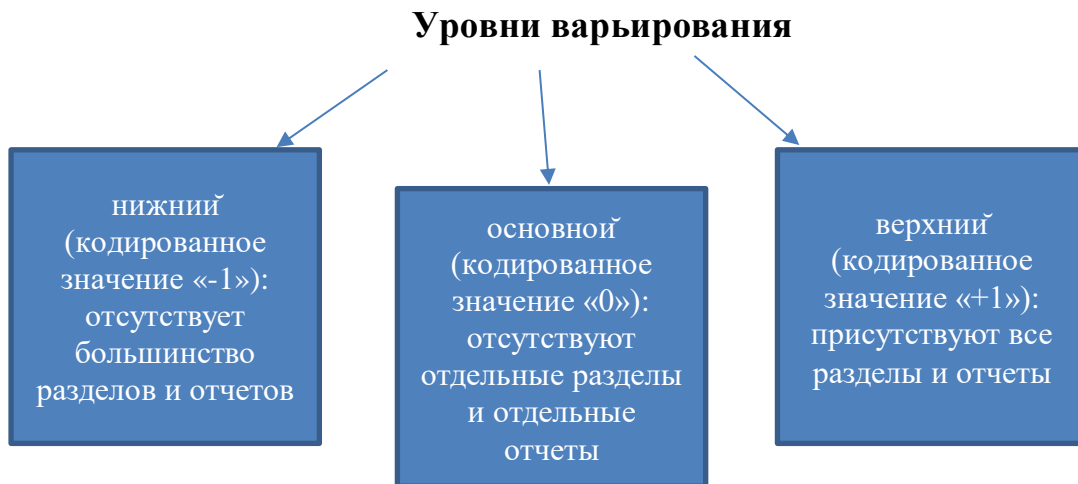 Уровни варьирования
нижний
(кодированное
значение «-1»):
отсутствует
большинство
разделов и отчетов
основной
(кодированное
значение «0»):
отсутствуют
отдельные разделы
и отдельные
отчеты
верхний
(кодированное
значение «+1»):
присутствуют все
разделы и отчеты